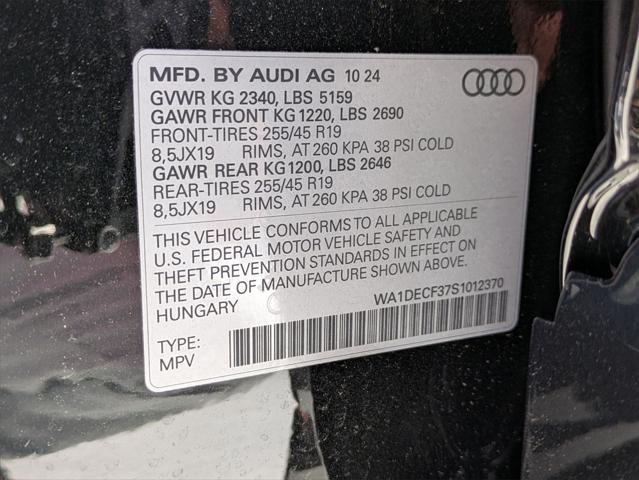 MFD. BY AUDI AG 10 24
GVWR KG 2340, LBS 5159
GAWR FRONT KG 1220, LBS 2690
FRONT-TIRES 255/45 R19
8,5JX19 RIMS, AT 260 KPA 38 PSI COLD
GAWR REAR KG 1200, LBS 2646
REAR-TIRES 255/45 R19
8,5JX19 RIMS, AT 260 KPA 38 PSI COLD
THIS VEHICLE CONFORMS TO ALL APPLICABLE
U.S. FEDERAL MOTOR VEHICLE SAFETY AND
THEFT PREVENTION STANDARDS IN EFFECT ON
THE DATE OF MANUFACTURE SHOWN ABOVE.
HUNGARY
WA1DECF37S1012370
TYPE:
MPV